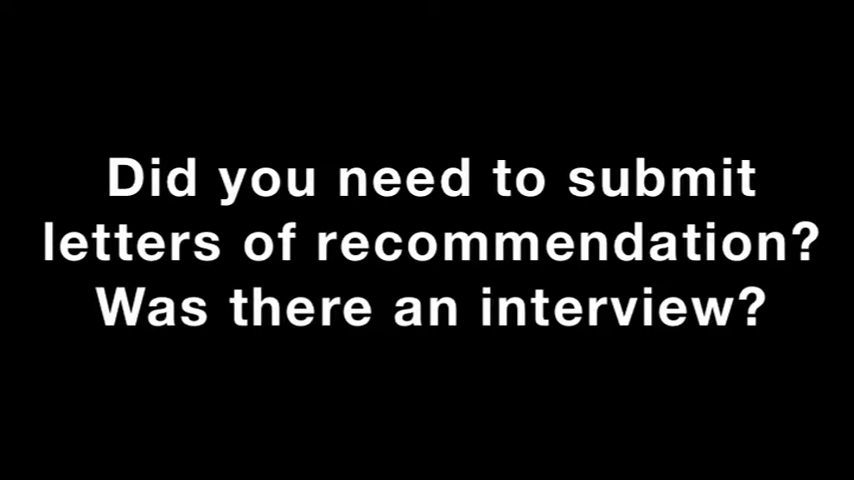 Did you need to submit
letters of recommendation?
Was there an interview?